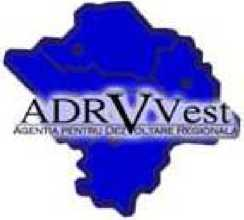 ADRVVest
AGENTIA PENTRU DEZVOLTARE REGIONALA